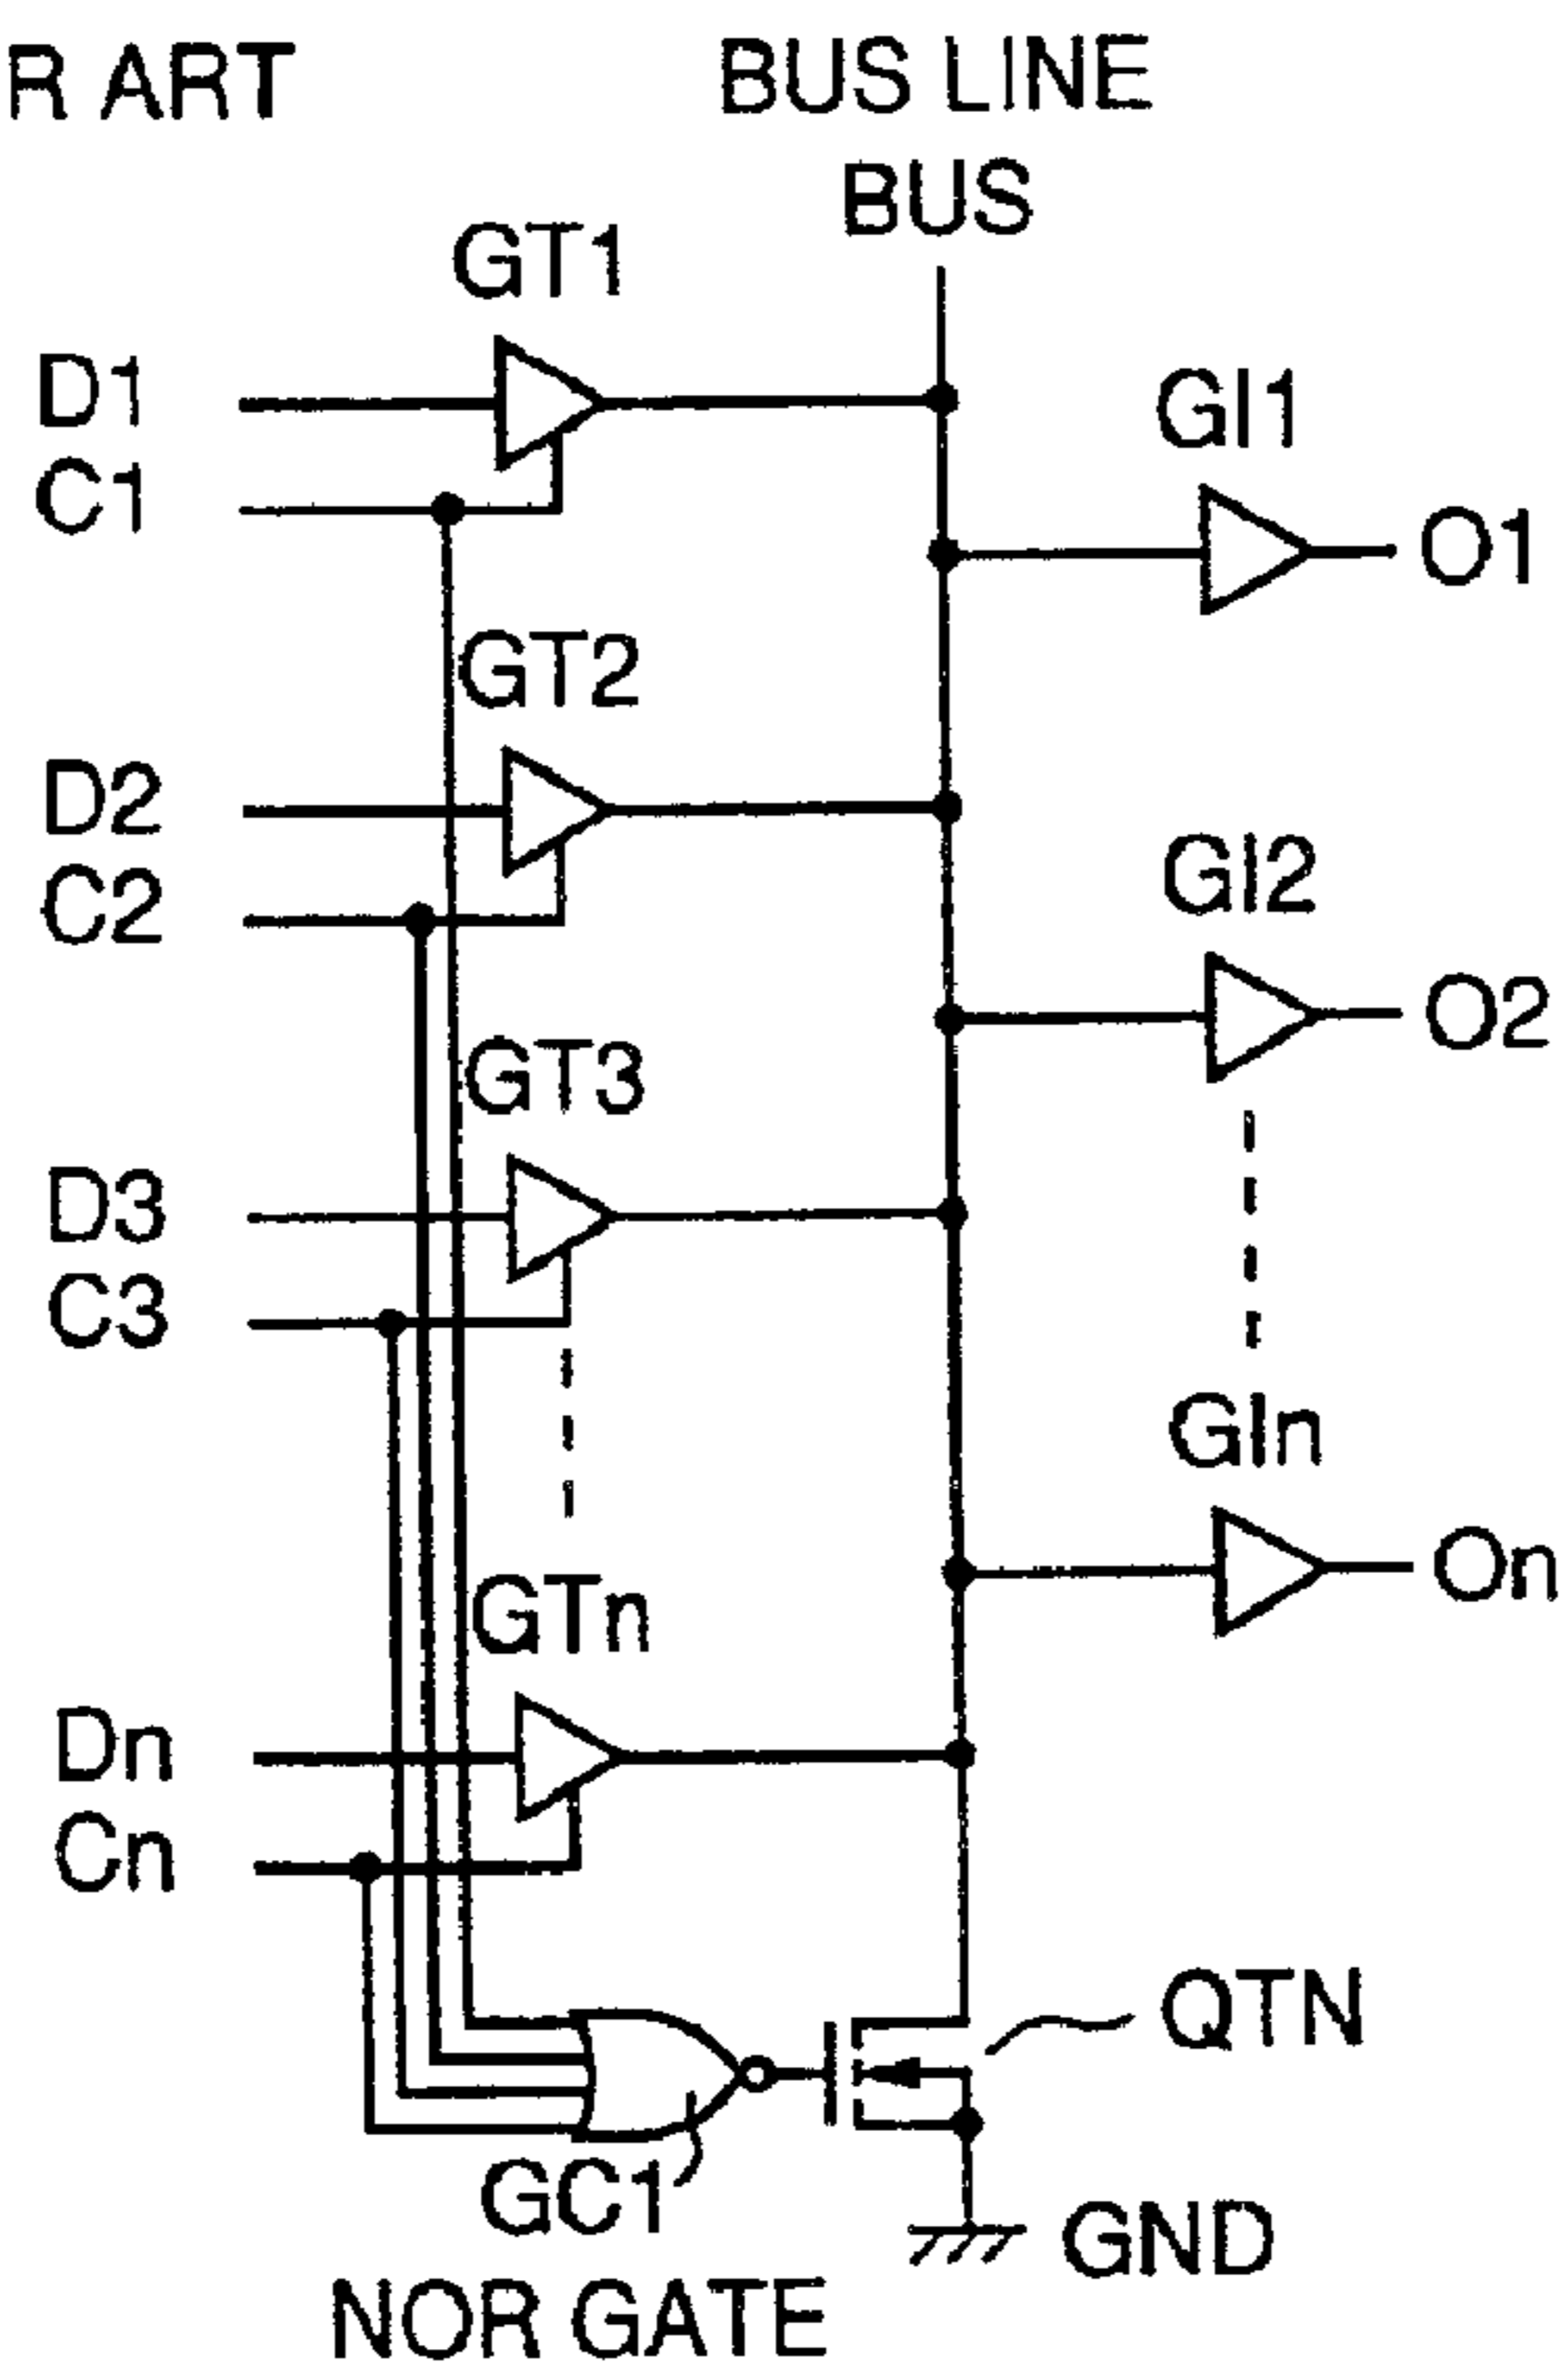 R ART
BUS LINE
BUS
GT1
D1
C1
GI1
O1
GT2
D2
C2
GI2
O2
GT3
D3
C3
GIn
On
GTn
Dn
Cn
QTN
GC1
GND
NOR GATE